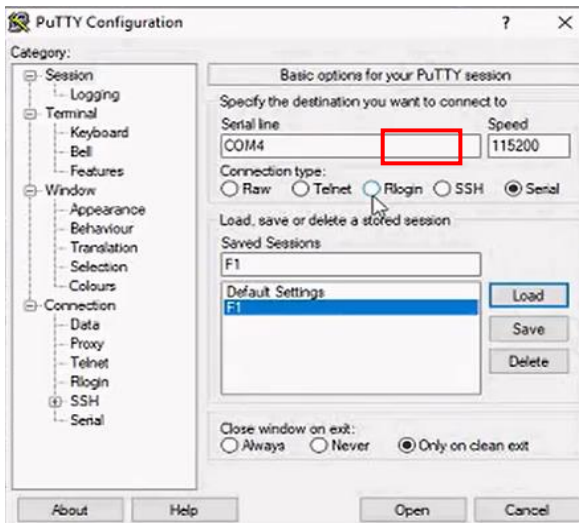 PuTTY Configuration ? ×
Category:
Session
Logging
Terminal
Keyboard
Bell
Features
Window
Appearance
Behaviour
Translation
Selection
Colours
Connection
Data
Proxy
Telnet
Rlogin
SSH
Serial
Basic options for your PuTTY session
Specify the destination you want to connect to
Serial line Speed
COM4 115200
Connection type:
Raw Telnet Rlogin SSH Serial
Load, save or delete a stored session
Saved Sessions
F1
Default Settings
F1
Load
Save
Delete
Close window on exit:
Always Never Only on clean exit
About Help Open Cancel